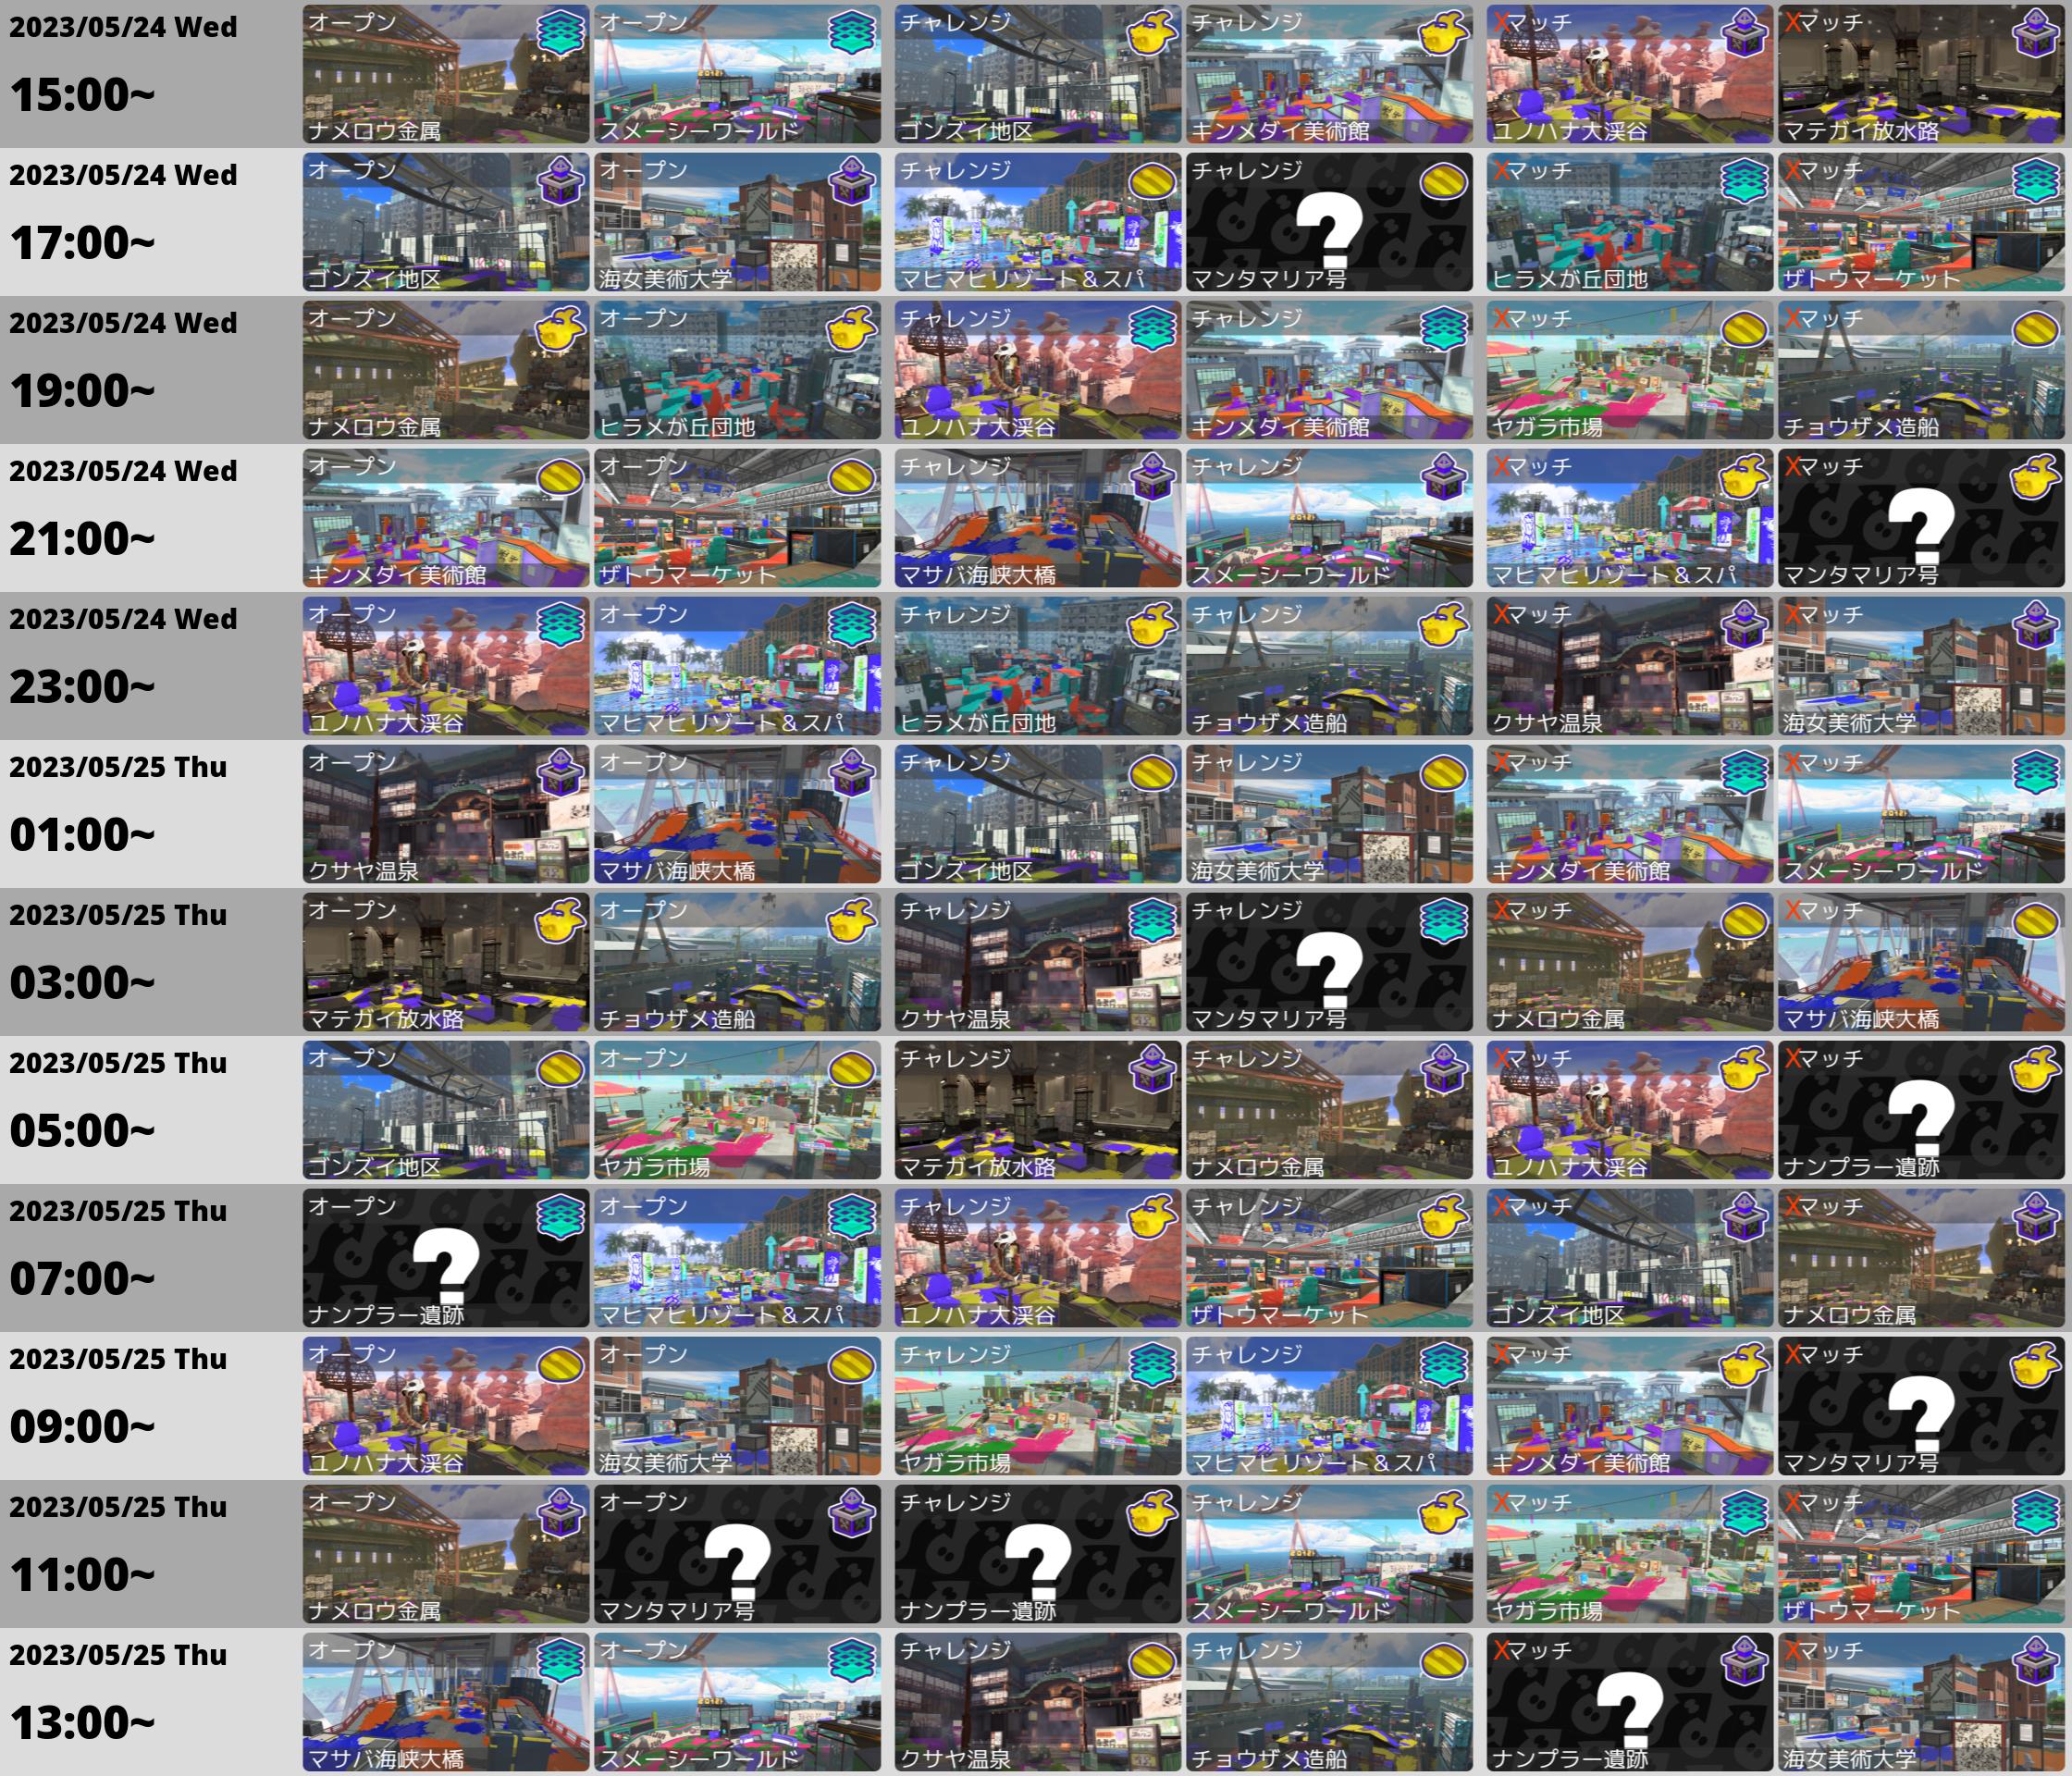 2023/05/24 Wed
15:00~
オープン オープン チャレンジ チャレンジ Xマッチ Xマッチ
ナメロウ金属 スメーシーワールド ゴンズイ地区 キンメダイ美術館 ユノハナ大渓谷 マテガイ放水路
2023/05/24 Wed
17:00~
オープン オープン チャレンジ チャレンジ Xマッチ Xマッチ
ゴンズイ地区 海女美術大学 マヒマヒリゾート&スパ マンタマリア号 ヒラメが丘団地 ザトウマーケット
2023/05/24 Wed
19:00~
オープン オープン チャレンジ チャレンジ Xマッチ Xマッチ
ナメロウ金属 ヒラメが丘団地 ユノハナ大渓谷 キンメダイ美術館 ヤガラ市場 チョウザメ造船
2023/05/24 Wed
21:00~
オープン オープン チャレンジ チャレンジ Xマッチ Xマッチ
キンメダイ美術館 ザトウマーケット マサバ海峡大橋 スメーシーワールド マヒマヒリゾート&スパ マンタマリア号
2023/05/24 Wed
23:00~
オープン オープン チャレンジ チャレンジ Xマッチ Xマッチ
ユノハナ大渓谷 マヒマヒリゾート&スパ ヒラメが丘団地 チョウザメ造船 クサヤ温泉 海女美術大学
2023/05/25 Thu
01:00~
オープン オープン チャレンジ チャレンジ Xマッチ Xマッチ
クサヤ温泉 マサバ海峡大橋 ゴンズイ地区 海女美術大学 キンメダイ美術館 スメーシーワールド
2023/05/25 Thu
03:00~
オープン オープン チャレンジ チャレンジ Xマッチ Xマッチ
マテガイ放水路 チョウザメ造船 クサヤ温泉 マンタマリア号 ナメロウ金属 マサバ海峡大橋
2023/05/25 Thu
05:00~
オープン オープン チャレンジ チャレンジ Xマッチ Xマッチ
ゴンズイ地区 ヤガラ市場 マテガイ放水路 ナメロウ金属 ユノハナ大渓谷 ナンプラー遺跡
2023/05/25 Thu
07:00~
オープン オープン チャレンジ チャレンジ Xマッチ Xマッチ
ナンプラー遺跡 マヒマヒリゾート&スパ ユノハナ大渓谷 ザトウマーケット ゴンズイ地区 ナメロウ金属
2023/05/25 Thu
09:00~
オープン オープン チャレンジ チャレンジ Xマッチ Xマッチ
ユノハナ大渓谷 海女美術大学 ヤガラ市場 マヒマヒリゾート&スパ キンメダイ美術館 マンタマリア号
2023/05/25 Thu
11:00~
オープン オープン チャレンジ チャレンジ Xマッチ Xマッチ
ナメロウ金属 マンタマリア号 ナンプラー遺跡 スメーシーワールド ヤガラ市場 ザトウマーケット
2023/05/25 Thu
13:00~
オープン オープン チャレンジ チャレンジ Xマッチ Xマッチ
マサバ海峡大橋 スメーシーワールド クサヤ温泉 チョウザメ造船 ナンプラー遺跡 海女美術大学